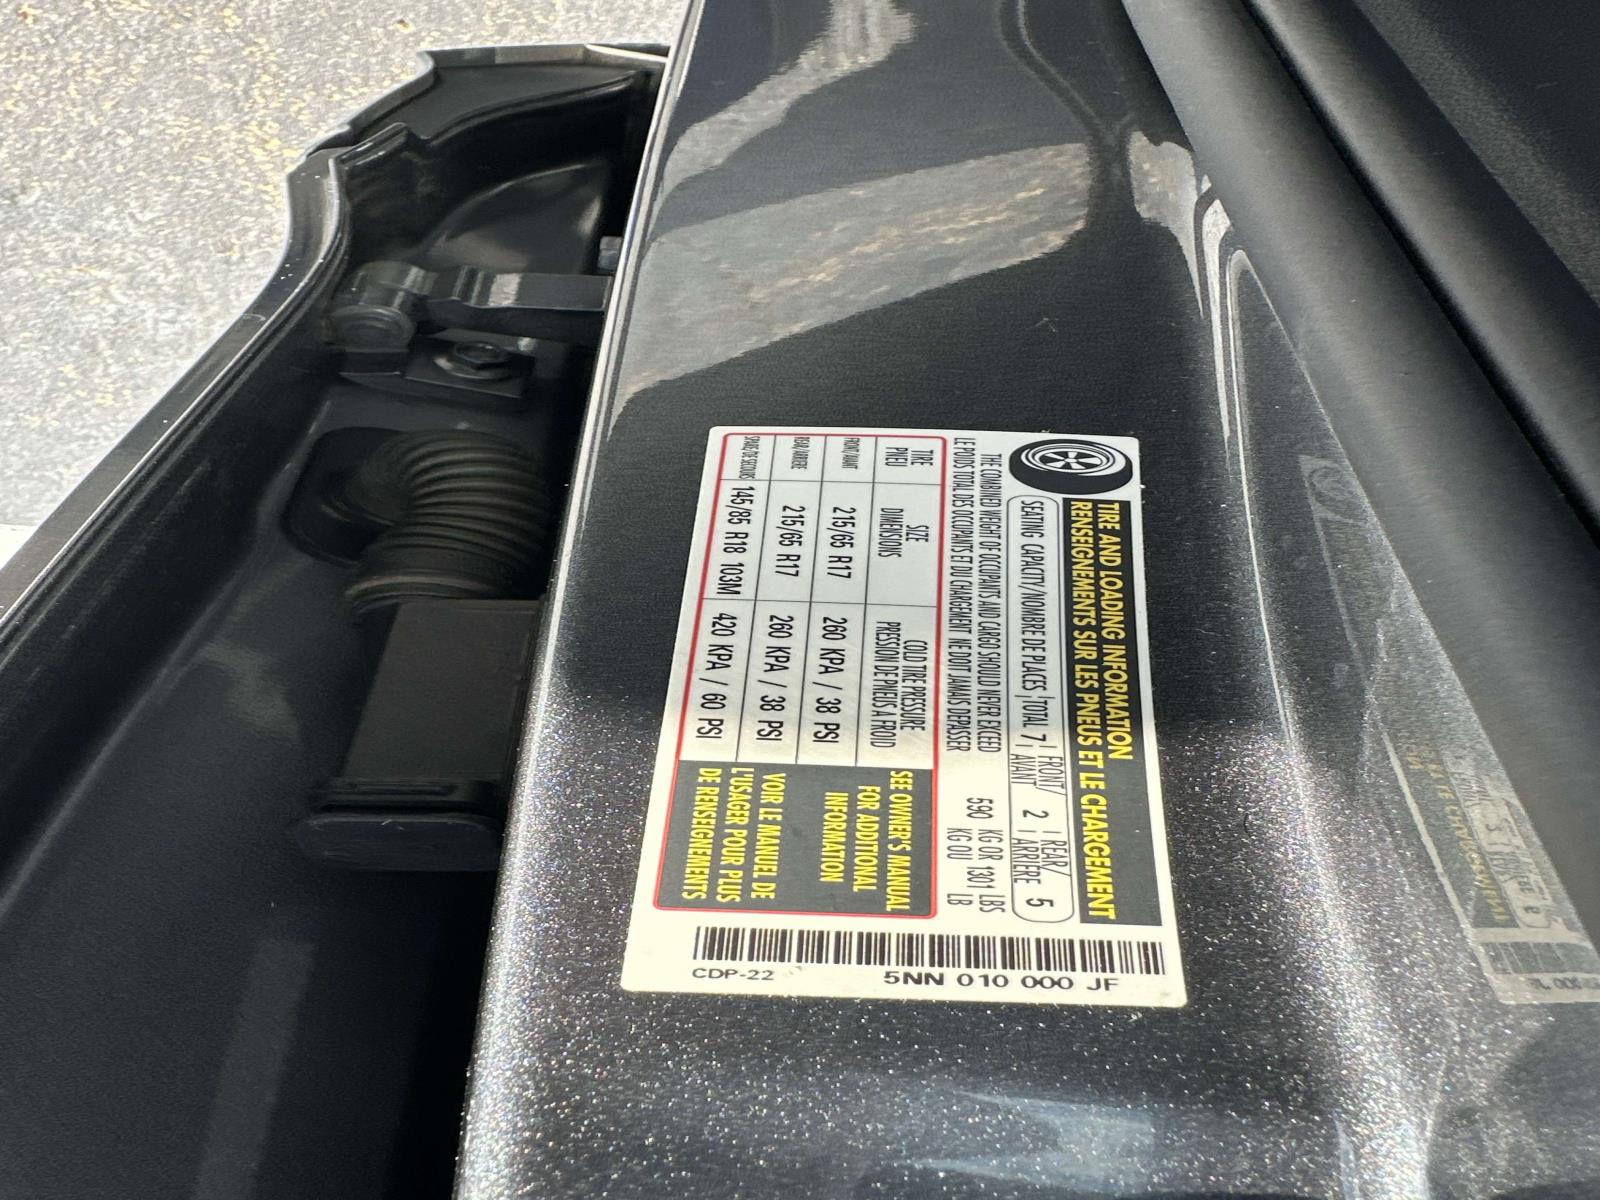 TIRE AND LOADING INFORMATION
RENSEIGNEMENTS SUR LES PNEUS ET LE CHARGEMENT
SEATING CAPACITY/NOMBRE DE PLACES | TOTAL 7 | FRONT/AVANT 2 | REAR/ARRIÈRE 5
THE COMBINED WEIGHT OF OCCUPANTS AND CARGO SHOULD NEVER EXCEED 590 KG OR 1301 LBS
LE POIDS TOTAL DES OCCUPANTS ET DU CHARGEMENT NE DOIT JAMAIS DÉPASSER KG OU LB
TIRE SIZE COLD TIRE PRESSURE
PNEU DIMENSIONS PRESSION DE PNEUS À FROID
FRONT/AVANT 215/65 R17 260 KPA / 38 PSI
REAR/ARRIÈRE 215/65 R17 260 KPA / 38 PSI
SPARE/DE SECOURS 145/85 R18 103M 420 KPA / 60 PSI
SEE OWNER'S MANUAL
FOR ADDITIONAL
INFORMATION
VOIR LE MANUEL DE
L'USAGER POUR PLUS
DE RENSEIGNEMENTS
CDP-22 5NN 010 000 JF